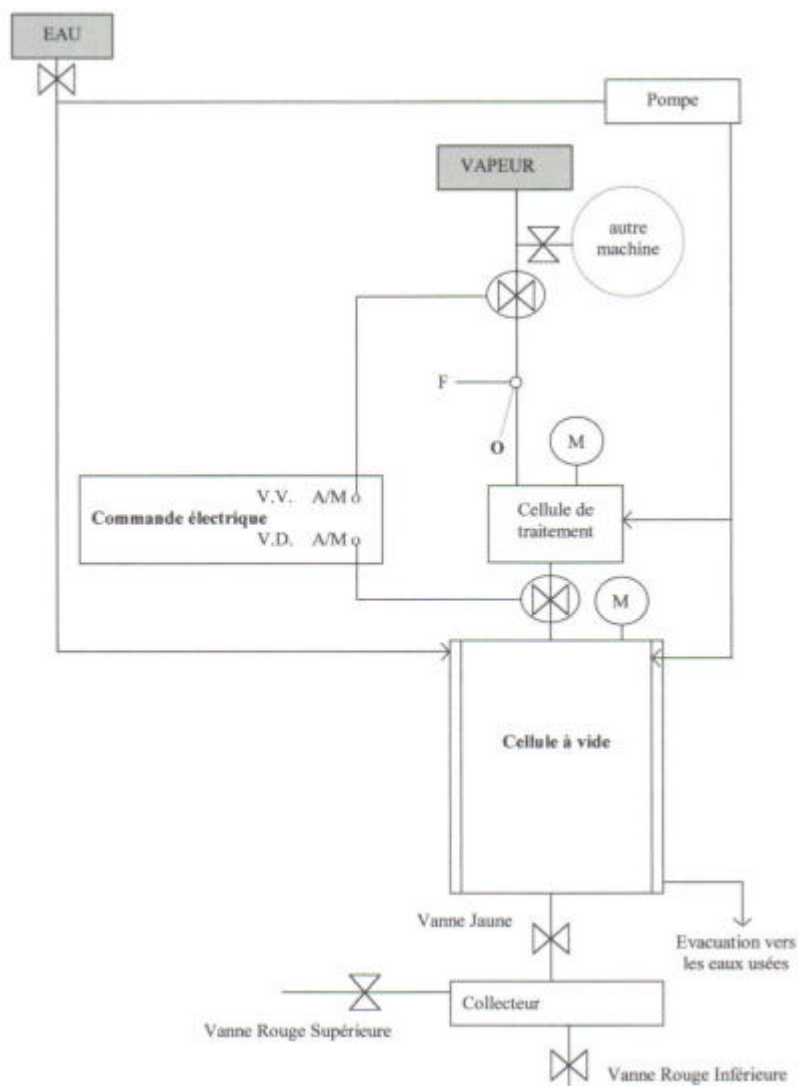 EAU
Pompe
VAPEUR
autre
machine
F
O
M
V.V. A/M
Commande électrique
V.D. A/M
Cellule de
traitement
M
Cellule à vide
Vanne Jaune
Evacuation vers
les eaux usées
Collecteur
Vanne Rouge Supérieure
Vanne Rouge Inférieure